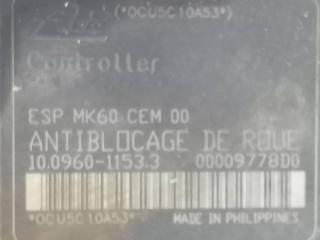 (*OCU5C10A53*)
Controller
ESP MK60 CEM 00
ANTIBLOCAGE DE ROUE
10.0960-1153.3 00009778D0
*OCU5C10A53*
MADE IN PHILIPPINES